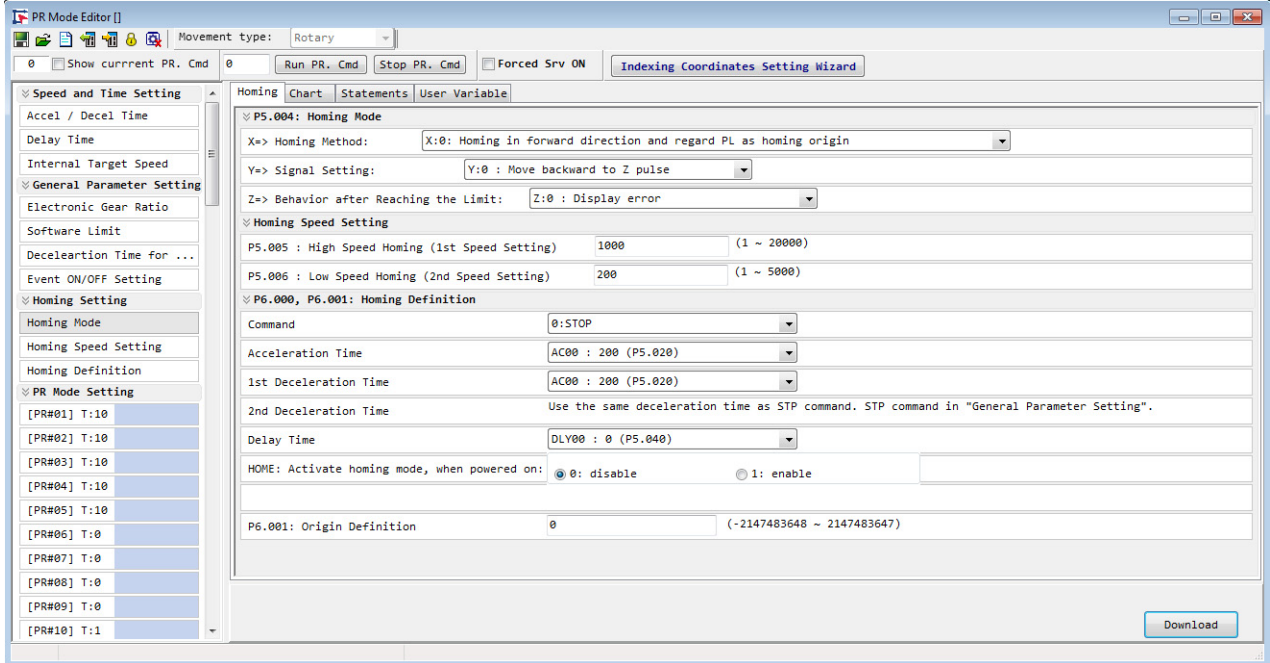 PR Mode Editor []
Movement type: Rotary
0 Show currrent PR. Cmd 0 Run PR. Cmd Stop PR. Cmd Forced Srv ON Indexing Coordinates Setting Wizard
Speed and Time Setting
Accel / Decel Time
Delay Time
Internal Target Speed
General Parameter Setting
Electronic Gear Ratio
Software Limit
Deceleartion Time for ...
Event ON/OFF Setting
Homing Setting
Homing Mode
Homing Speed Setting
Homing Definition
PR Mode Setting
[PR#01] T:10
[PR#02] T:10
[PR#03] T:10
[PR#04] T:10
[PR#05] T:10
[PR#06] T:0
[PR#07] T:0
[PR#08] T:0
[PR#09] T:0
[PR#10] T:1
Homing Chart Statements User Variable
P5.004: Homing Mode
X=> Homing Method: X:0: Homing in forward direction and regard PL as homing origin
Y=> Signal Setting: Y:0 : Move backward to Z pulse
Z=> Behavior after Reaching the Limit: Z:0 : Display error
Homing Speed Setting
P5.005 : High Speed Homing (1st Speed Setting) 1000 (1 ~ 20000)
P5.006 : Low Speed Homing (2nd Speed Setting) 200 (1 ~ 5000)
P6.000, P6.001: Homing Definition
Command 0:STOP
Acceleration Time AC00 : 200 (P5.020)
1st Deceleration Time AC00 : 200 (P5.020)
2nd Deceleration Time Use the same deceleration time as STP command. STP command in "General Parameter Setting".
Delay Time DLY00 : 0 (P5.040)
HOME: Activate homing mode, when powered on: 0: disable 1: enable
P6.001: Origin Definition 0 (-2147483648 ~ 2147483647)
Download